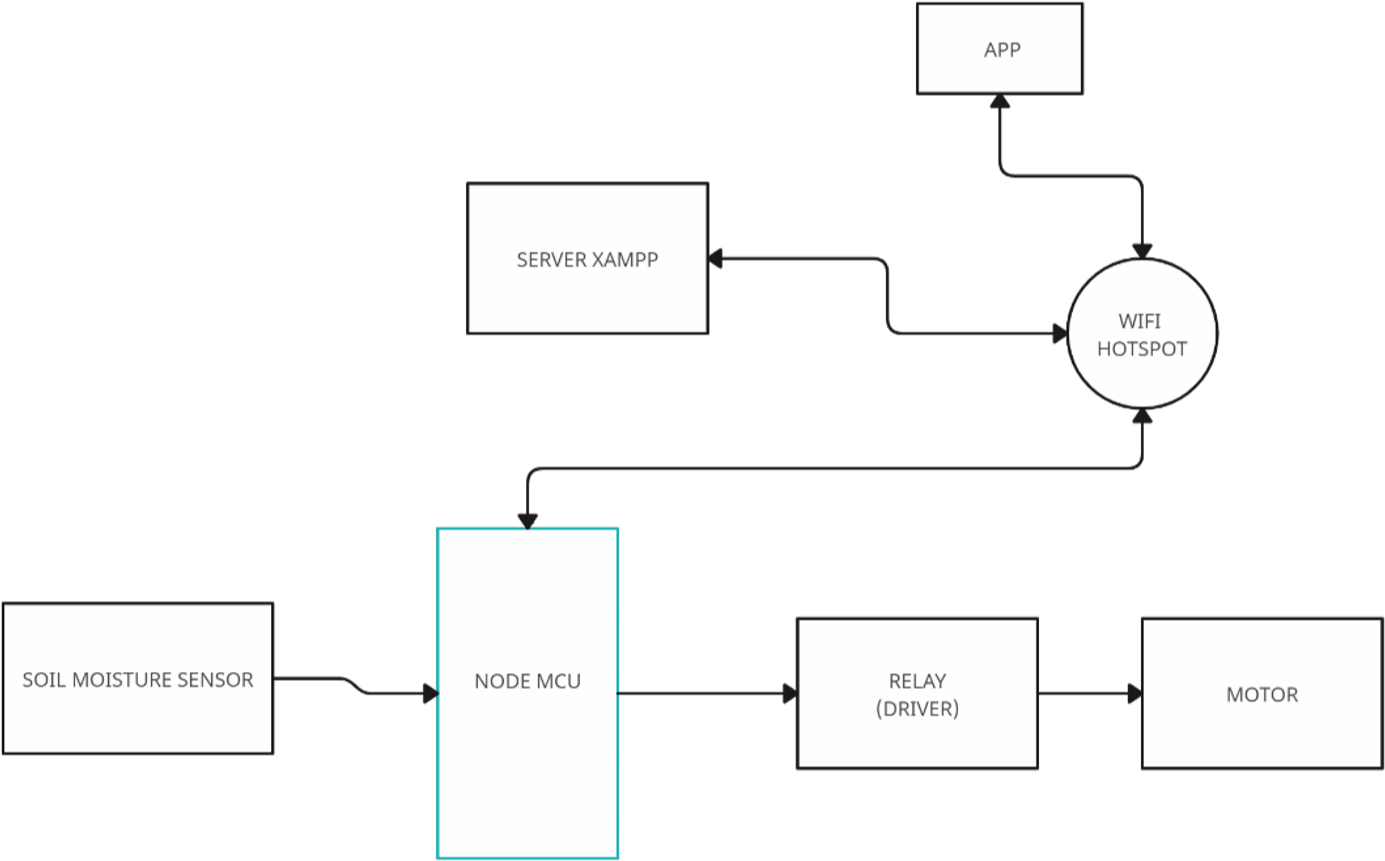 APP
SERVER XAMPP
WIFI
HOTSPOT
SOIL MOISTURE SENSOR
NODE MCU
RELAY
(DRIVER)
MOTOR